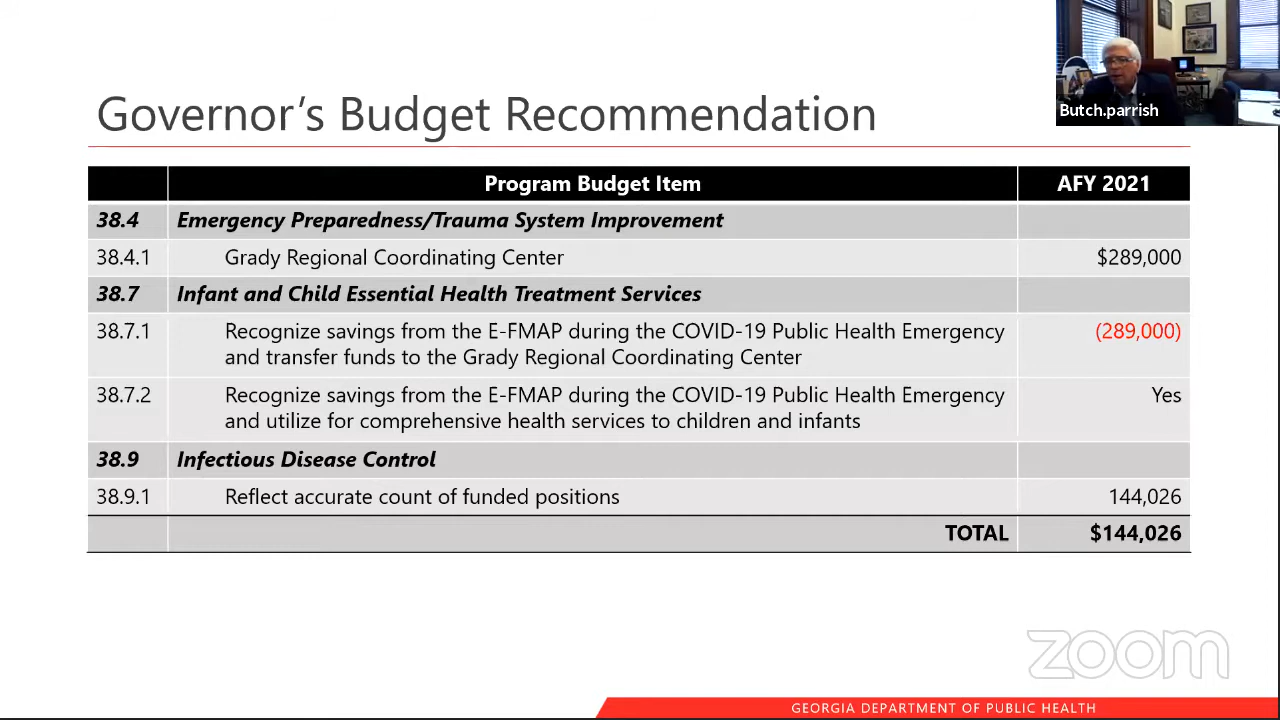 Butch.parrish
Governor's Budget Recommendation
Program Budget Item AFY 2021
38.4 Emergency Preparedness/Trauma System Improvement
38.4.1 Grady Regional Coordinating Center $289,000
38.7 Infant and Child Essential Health Treatment Services
38.7.1 Recognize savings from the E-FMAP during the COVID-19 Public Health Emergency (289,000)
and transfer funds to the Grady Regional Coordinating Center
38.7.2 Recognize savings from the E-FMAP during the COVID-19 Public Health Emergency Yes
and utilize for comprehensive health services to children and infants
38.9 Infectious Disease Control
38.9.1 Reflect accurate count of funded positions 144,026
TOTAL $144,026
zoom
GEORGIA DEPARTMENT OF PUBLIC HEALTH